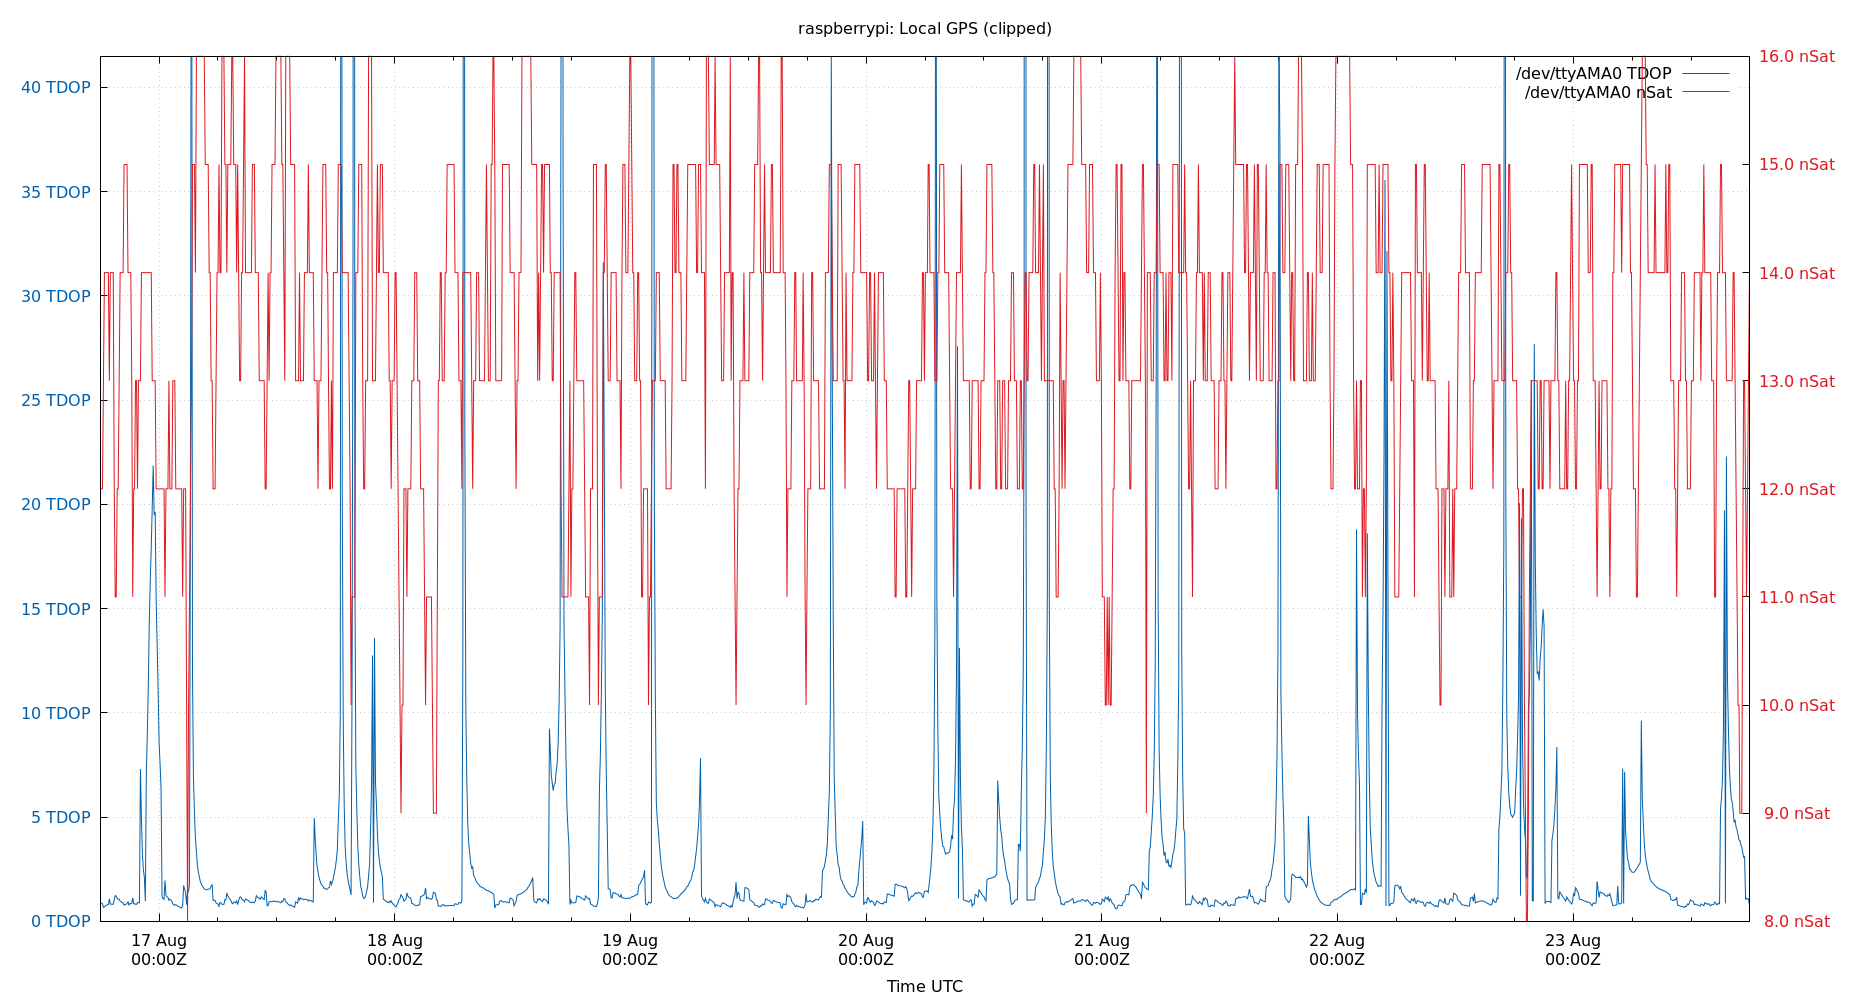 raspberrypi: Local GPS (clipped)
/dev/ttyAMA0 TDOP
/dev/ttyAMA0 nSat
40 TDOP
35 TDOP
30 TDOP
25 TDOP
20 TDOP
15 TDOP
10 TDOP
5 TDOP
0 TDOP
16.0 nSat
15.0 nSat
14.0 nSat
13.0 nSat
12.0 nSat
11.0 nSat
10.0 nSat
9.0 nSat
8.0 nSat
17 Aug
00:00Z
18 Aug
00:00Z
19 Aug
00:00Z
20 Aug
00:00Z
21 Aug
00:00Z
22 Aug
00:00Z
23 Aug
00:00Z
Time UTC